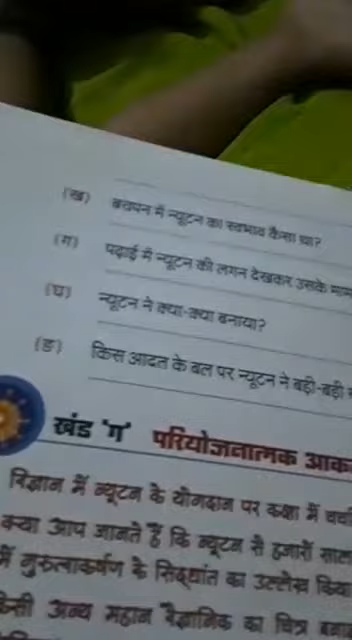 (ख) बचपन में न्यूटन का स्वभाव कैसा था?
(ग) पढ़ाई में न्यूटन की लगन देखकर उसके
(घ) न्यूटन ने क्या-क्या बनाया?
(ङ) किस आदत के बल पर न्यूटन ने बड़ी-बड़ी
खंड 'ग' परियोजनात्मक
विज्ञान में न्यूटन के योगदान पर कक्षा में
क्या आप जानते हैं कि न्यूटन से हजारों साल
में गुरुत्वाकर्षण के सिद्धांत का उल्लेख किया
किसी अन्य महान वैज्ञानिक का चित्र